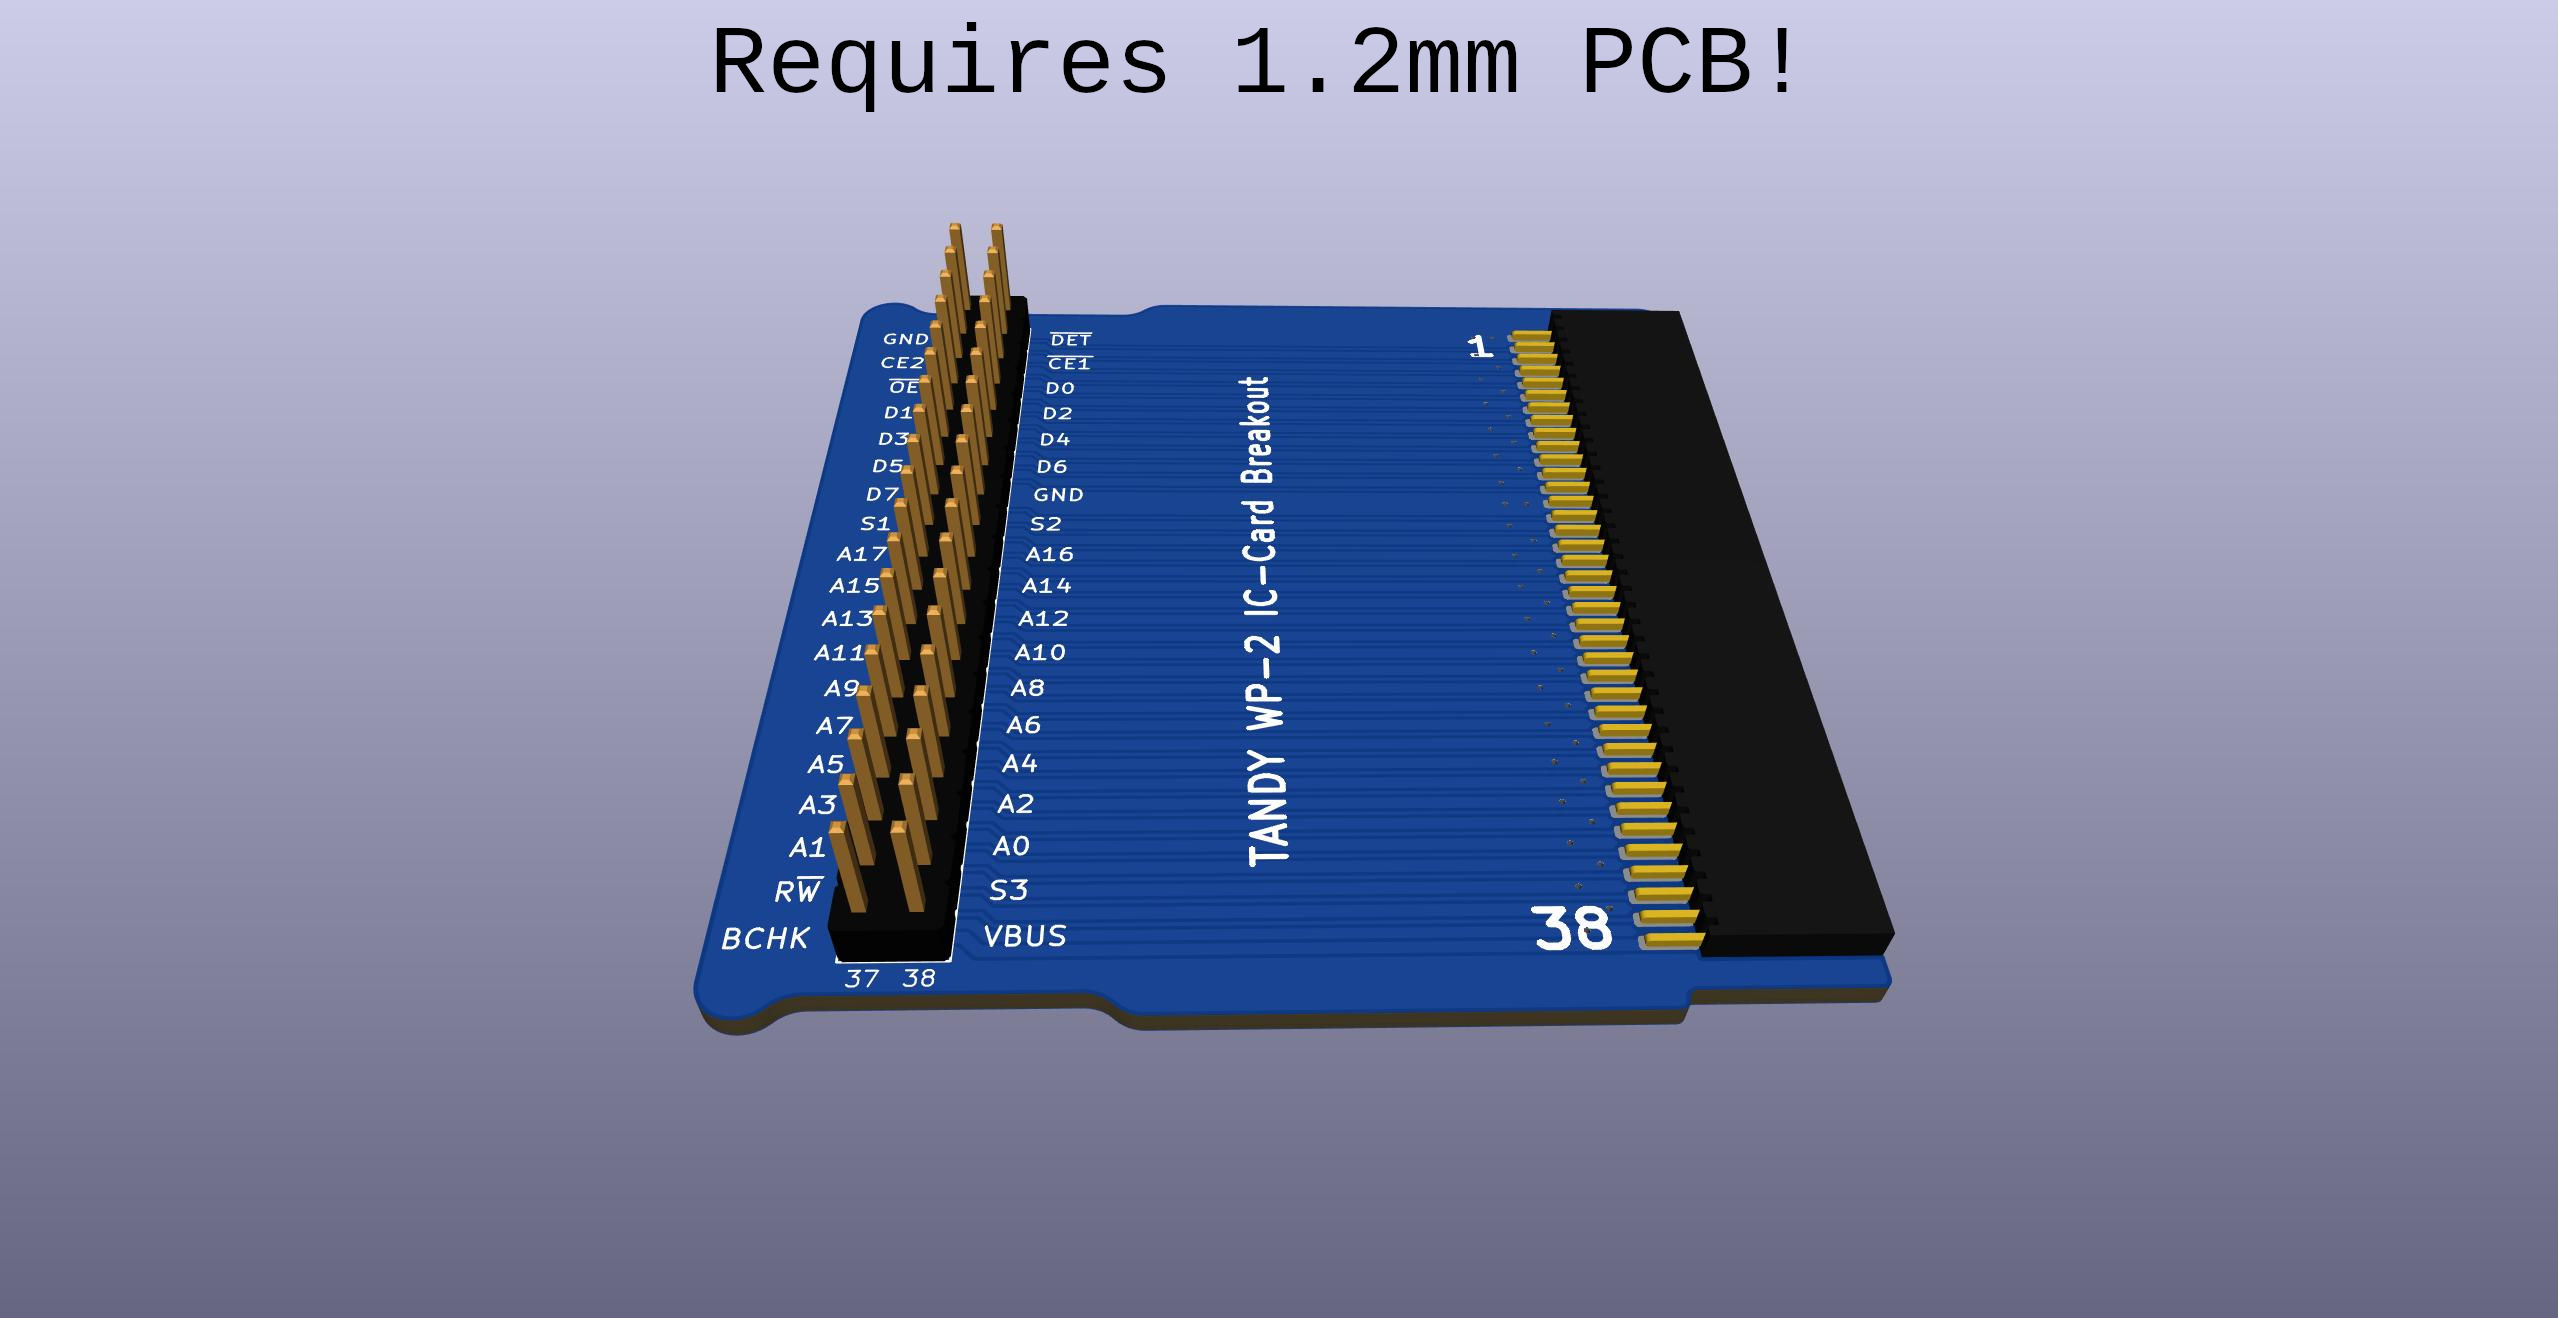 Requires 1.2mm PCB!
GND DET
CE2 CE1
OE D0
D1 D2
D3 D4
D5 D6
D7 GND
S1 S2
A17 A16
A15 A14
A13 A12
A11 A10
A9 A8
A7 A6
A5 A4
A3 A2
A1 A0
RW S3
BCHK VBUS
37 38
TANDY WP-2 IC-Card Breakout
1
38